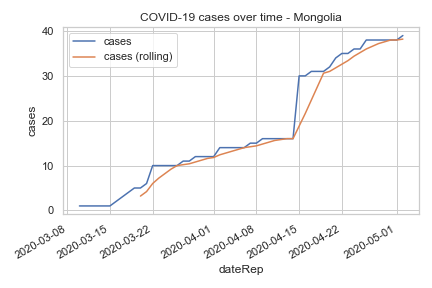 COVID-19 cases over time - Mongolia
cases
cases (rolling)
40
30
20
10
0
cases
2020-03-08
2020-03-15
2020-03-22
2020-04-01
2020-04-08
2020-04-15
2020-04-22
2020-05-01
dateRep